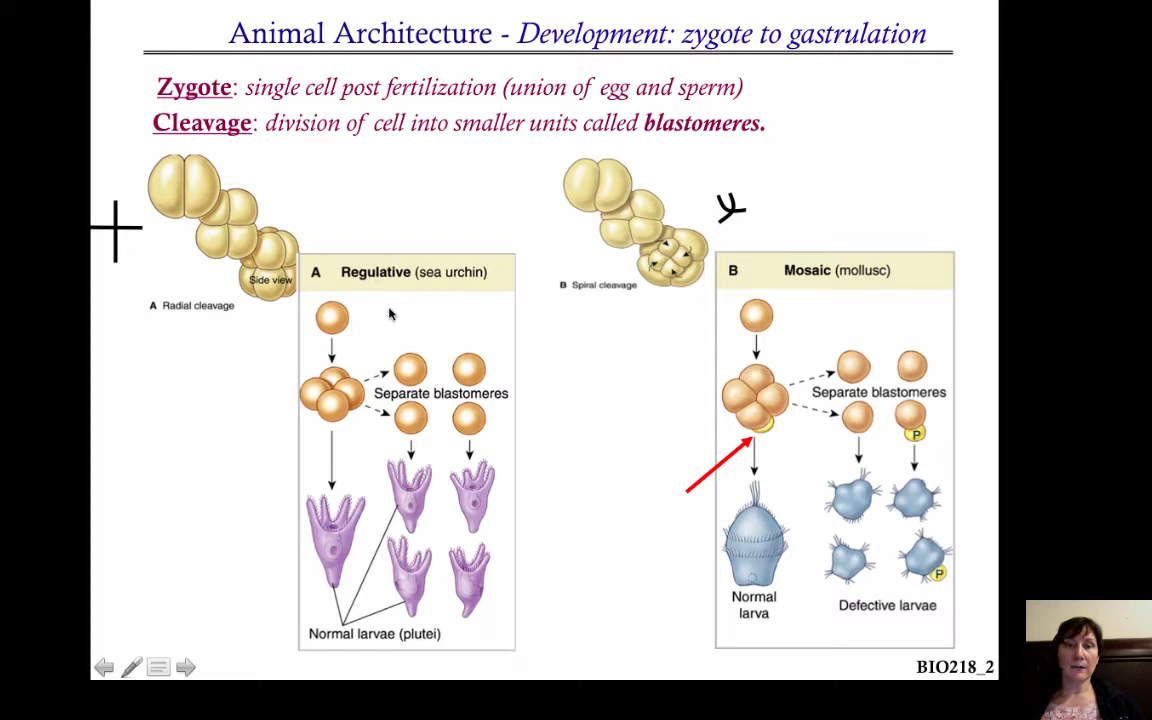 Animal Architecture - Development: zygote to gastrulation
Zygote: single cell post fertilization (union of egg and sperm)
Cleavage: division of cell into smaller units called blastomeres.
Side view
A Radial cleavage
A Regulative (sea urchin)
Separate blastomeres
Normal larvae (plutei)
B Spiral cleavage
B Mosaic (mollusc)
Separate blastomeres
P
P
Normal
larva
Defective larvae
BIO218_2